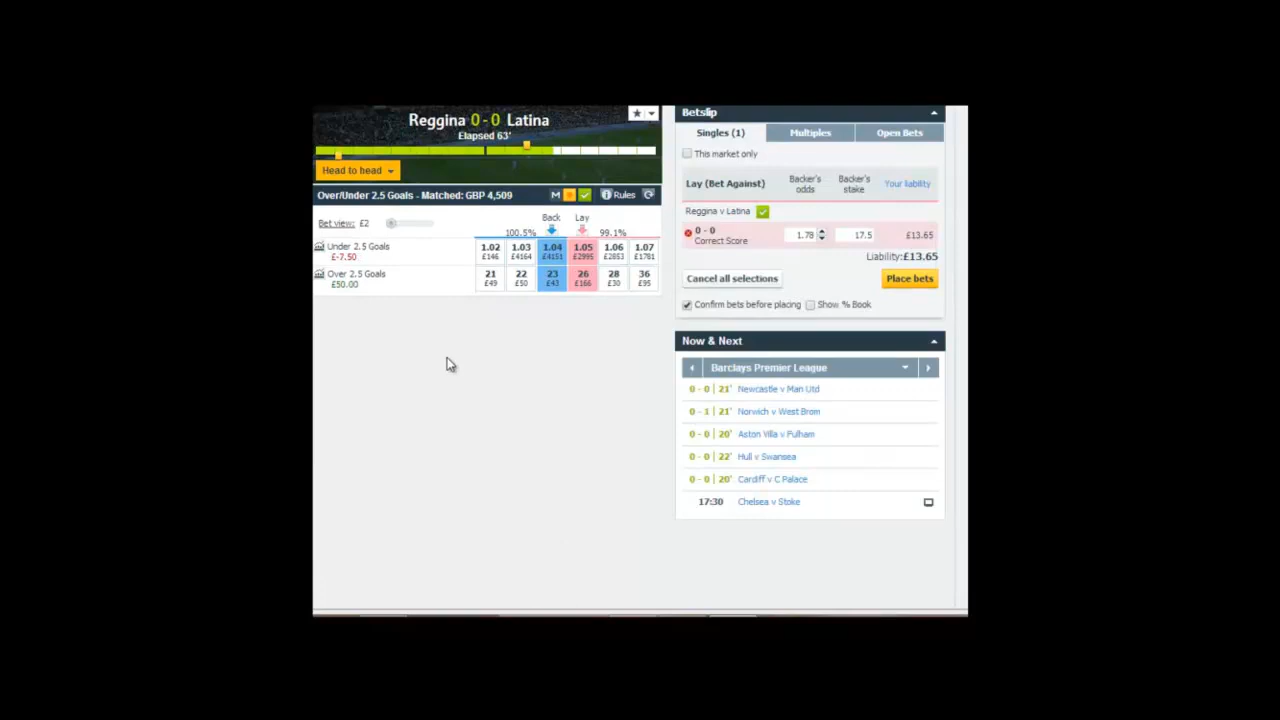 Reggina 0 - 0 Latina
Elapsed 63'
Head to head
Over/Under 2.5 Goals - Matched: GBP 4,509 M Rules
Bet view: £2
Back Lay
100.5% 99.1%
Under 2.5 Goals 1.02 1.03 1.04 1.05 1.06 1.07
£-7.50 £146 £4164 £4151 £2995 £2853 £1781
Over 2.5 Goals 21 22 23 26 28 36
£50.00 £49 £50 £43 £166 £30 £95
Betslip
Singles (1) Multiples Open Bets
This market only
Lay (Bet Against) Backer's odds Backer's stake Your liability
Reggina v Latina
0 - 0 1.78 17.5 £13.65
Correct Score
Liability: £13.65
Cancel all selections Place bets
Confirm bets before placing Show % Book
Now & Next
Barclays Premier League
0 - 0 | 21' Newcastle v Man Utd
0 - 1 | 21' Norwich v West Brom
0 - 0 | 20' Aston Villa v Fulham
0 - 0 | 22' Hull v Swansea
0 - 0 | 20' Cardiff v C Palace
17:30 Chelsea v Stoke